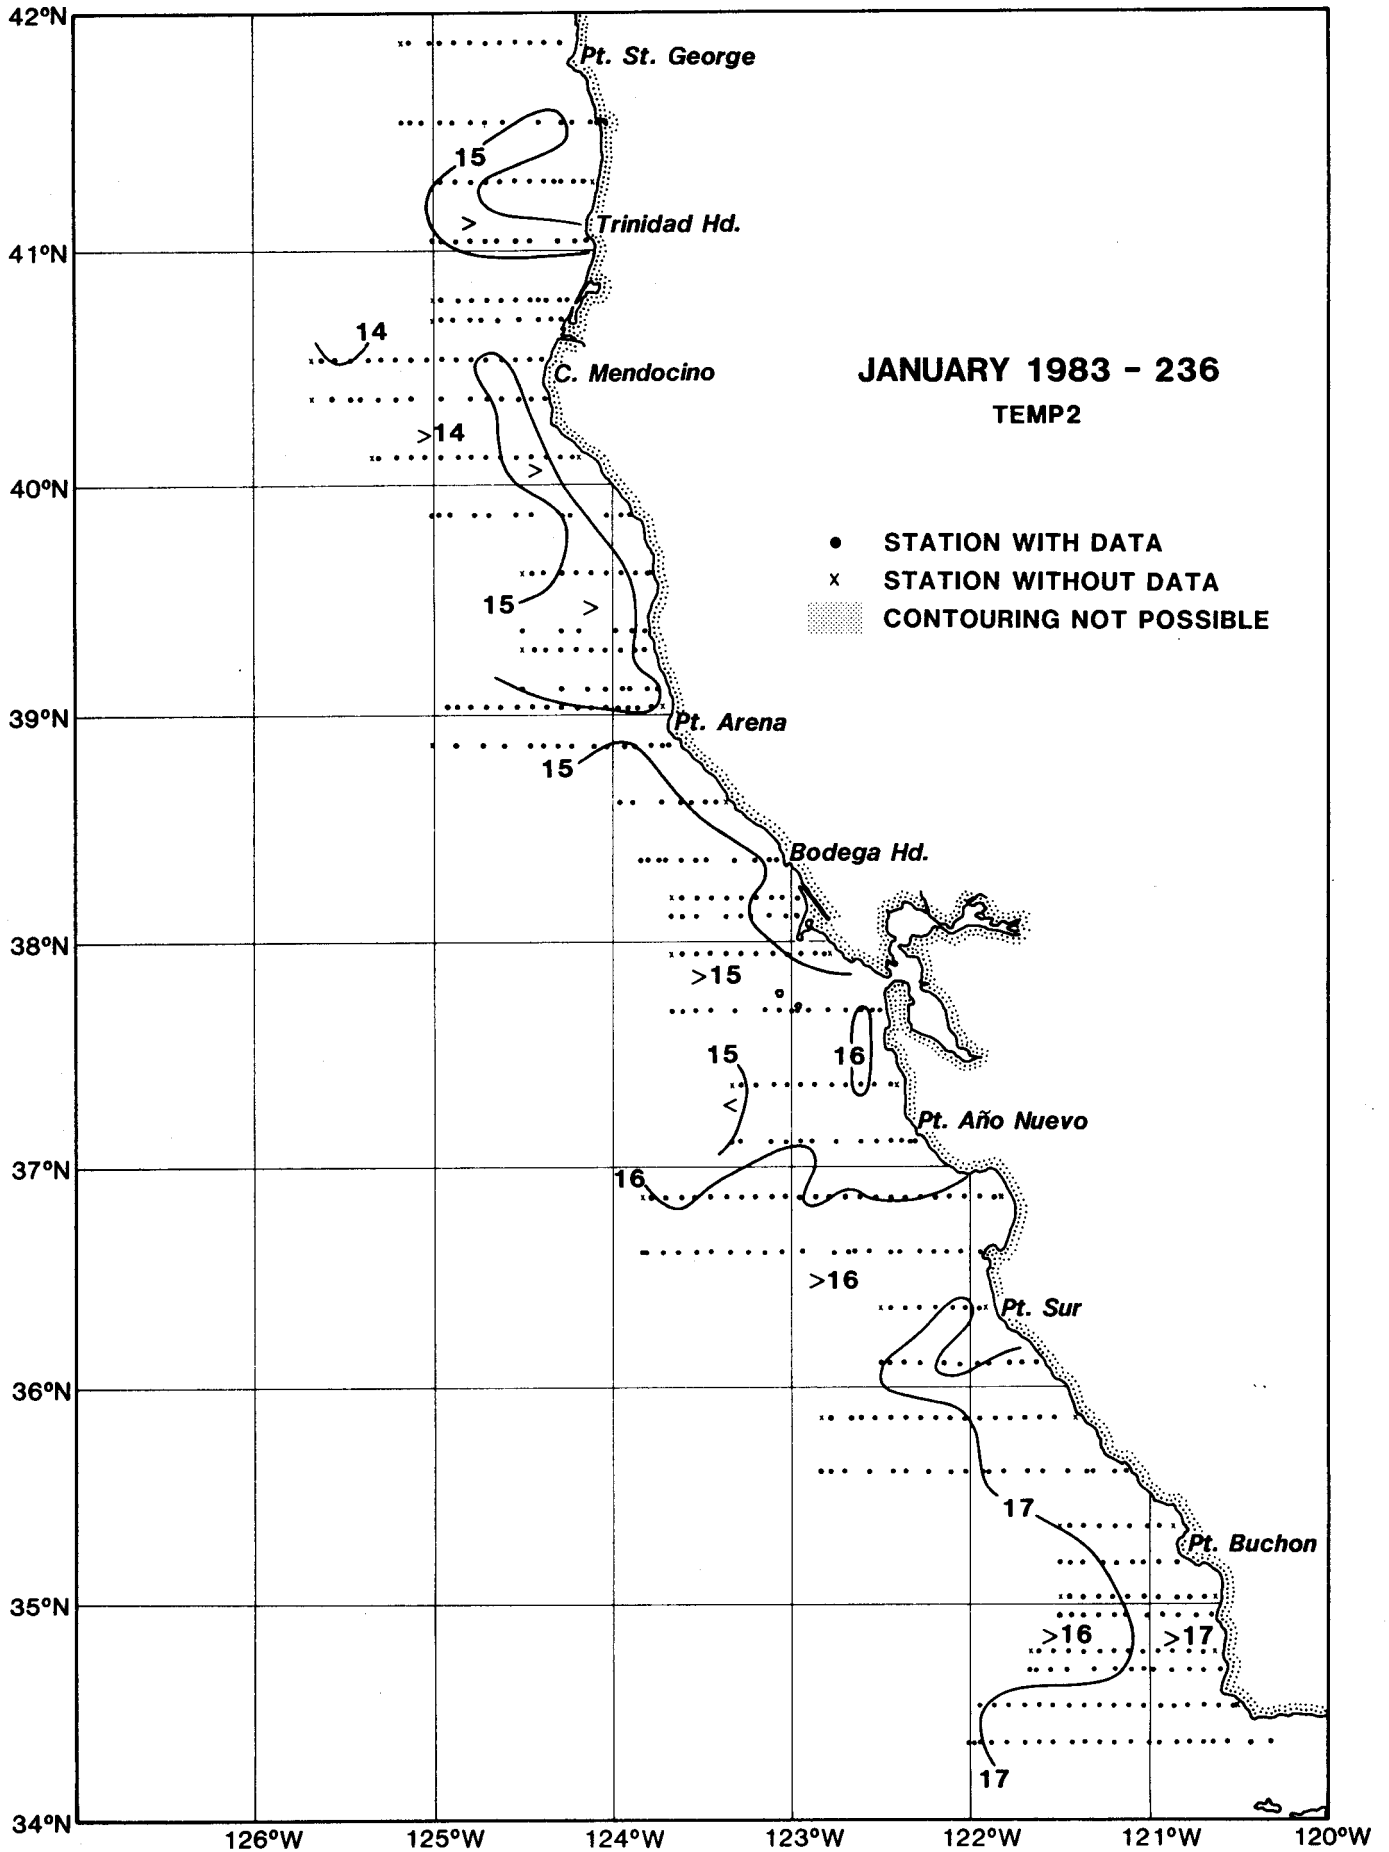 42°N
Pt. St. George
15
>
Trinidad Hd.
41°N
14
C. Mendocino
JANUARY 1983 - 236
TEMP2
>14
>
40°N
● STATION WITH DATA
x STATION WITHOUT DATA
CONTOURING NOT POSSIBLE
15
>
39°N
Pt. Arena
15
Bodega Hd.
38°N
>15
15
16
<
Pt. Año Nuevo
37°N
16
>16
Pt. Sur
36°N
17
Pt. Buchon
35°N
>16
>17
17
34°N
126°W
125°W
124°W
123°W
122°W
121°W
120°W